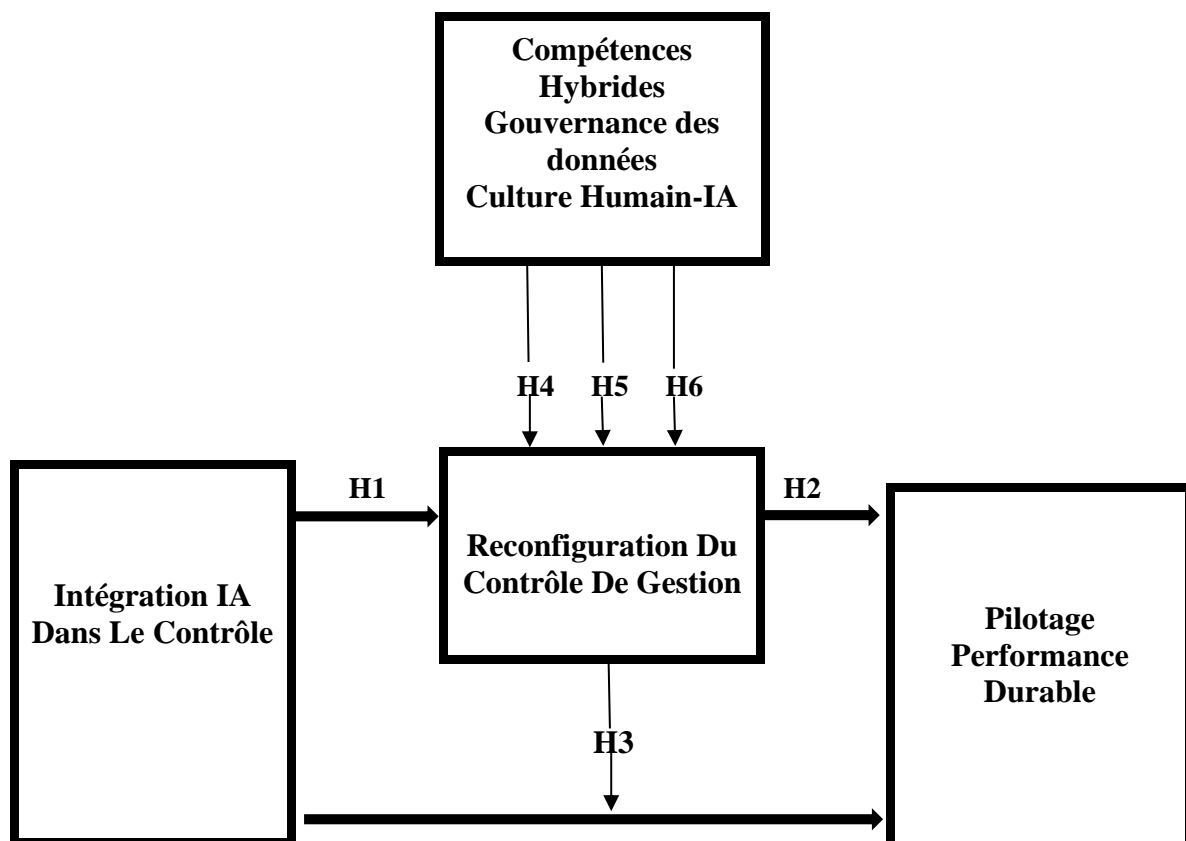 Compétences
Hybrides
Gouvernance des
données
Culture Humain-IA
H4
H5
H6
H1
H2
Reconfiguration Du
Contrôle De Gestion
Intégration IA
Dans Le Contrôle
Pilotage
Performance
Durable
H3